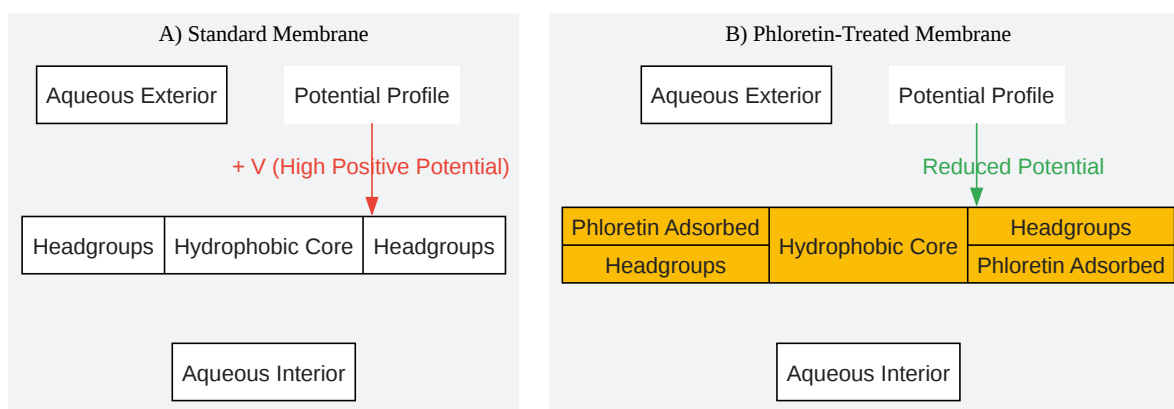 A) Standard Membrane
Aqueous Exterior
Potential Profile
+ V (High Positive Potential)
Headgroups
Hydrophobic Core
Headgroups
Aqueous Interior
B) Phloretin-Treated Membrane
Aqueous Exterior
Potential Profile
Reduced Potential
Phloretin Adsorbed
Headgroups
Hydrophobic Core
Headgroups
Phloretin Adsorbed
Aqueous Interior